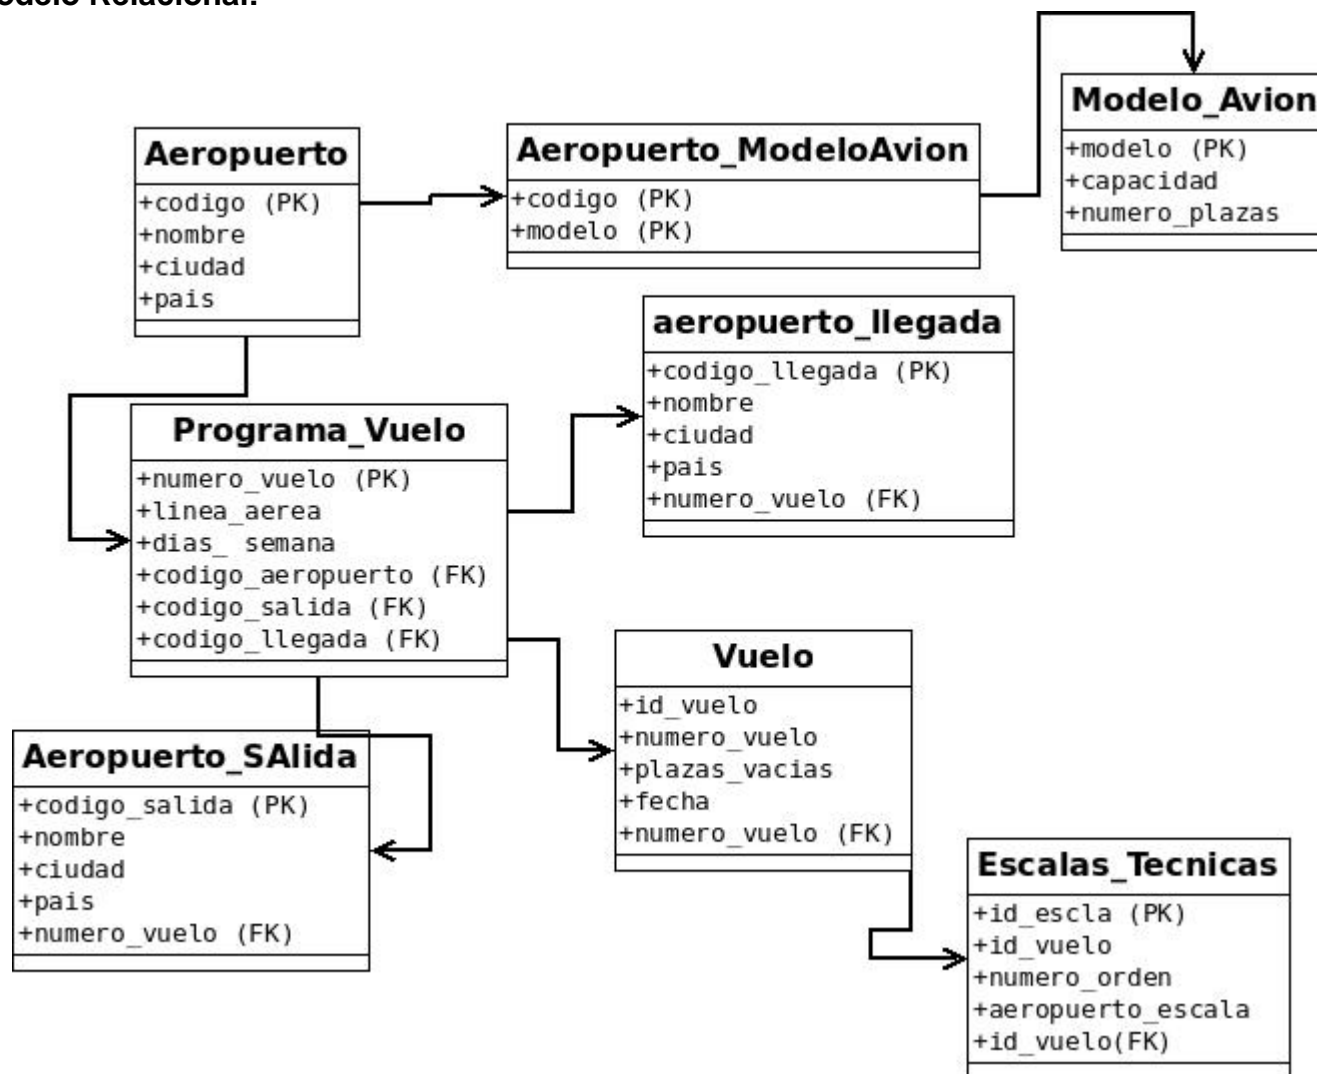 odelo Relacional:
Modelo_Avion
+modelo (PK)
+capacidad
+numero_plazas
Aeropuerto
+codigo (PK)
+nombre
+ciudad
+pais
Aeropuerto_ModeloAvion
+codigo (PK)
+modelo (PK)
aeropuerto_llegada
+codigo_llegada (PK)
+nombre
+ciudad
+pais
+numero_vuelo (FK)
Programa_Vuelo
+numero_vuelo (PK)
+linea_aerea
+dias_ semana
+codigo_aeropuerto (FK)
+codigo_salida (FK)
+codigo_llegada (FK)
Vuelo
+id_vuelo
+numero_vuelo
+plazas_vacias
+fecha
+numero_vuelo (FK)
Aeropuerto_SAlida
+codigo_salida (PK)
+nombre
+ciudad
+pais
+numero_vuelo (FK)
Escalas_Tecnicas
+id_escla (PK)
+id_vuelo
+numero_orden
+aeropuerto_escala
+id_vuelo(FK)